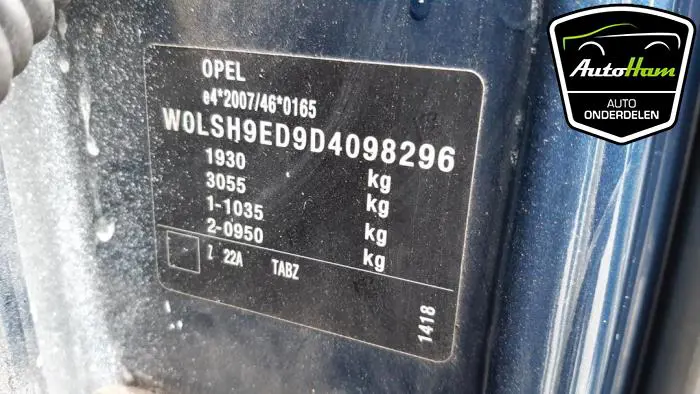 OPEL
e4*2007/46*0165
W0LSH9ED9D4098296
1930 kg
3055 kg
1-1035 kg
2-0950 kg
Z 22A TABZ
1418
AutoHam
AUTO
ONDERDELEN